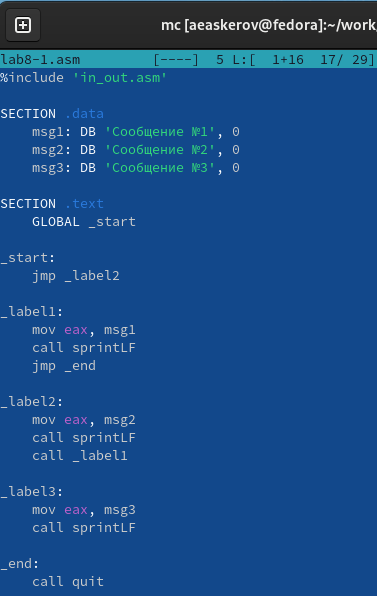 mc [aeaskerov@fedora]:~/work
lab8-1.asm [----] 5 L:[ 1+16 17/ 29]
%include 'in_out.asm'
SECTION .data
msg1: DB 'Сообщение №1', 0
msg2: DB 'Сообщение №2', 0
msg3: DB 'Сообщение №3', 0
SECTION .text
GLOBAL _start
_start:
jmp _label2
_label1:
mov eax, msg1
call sprintLF
jmp _end
_label2:
mov eax, msg2
call sprintLF
call _label1
_label3:
mov eax, msg3
call sprintLF
_end:
call quit